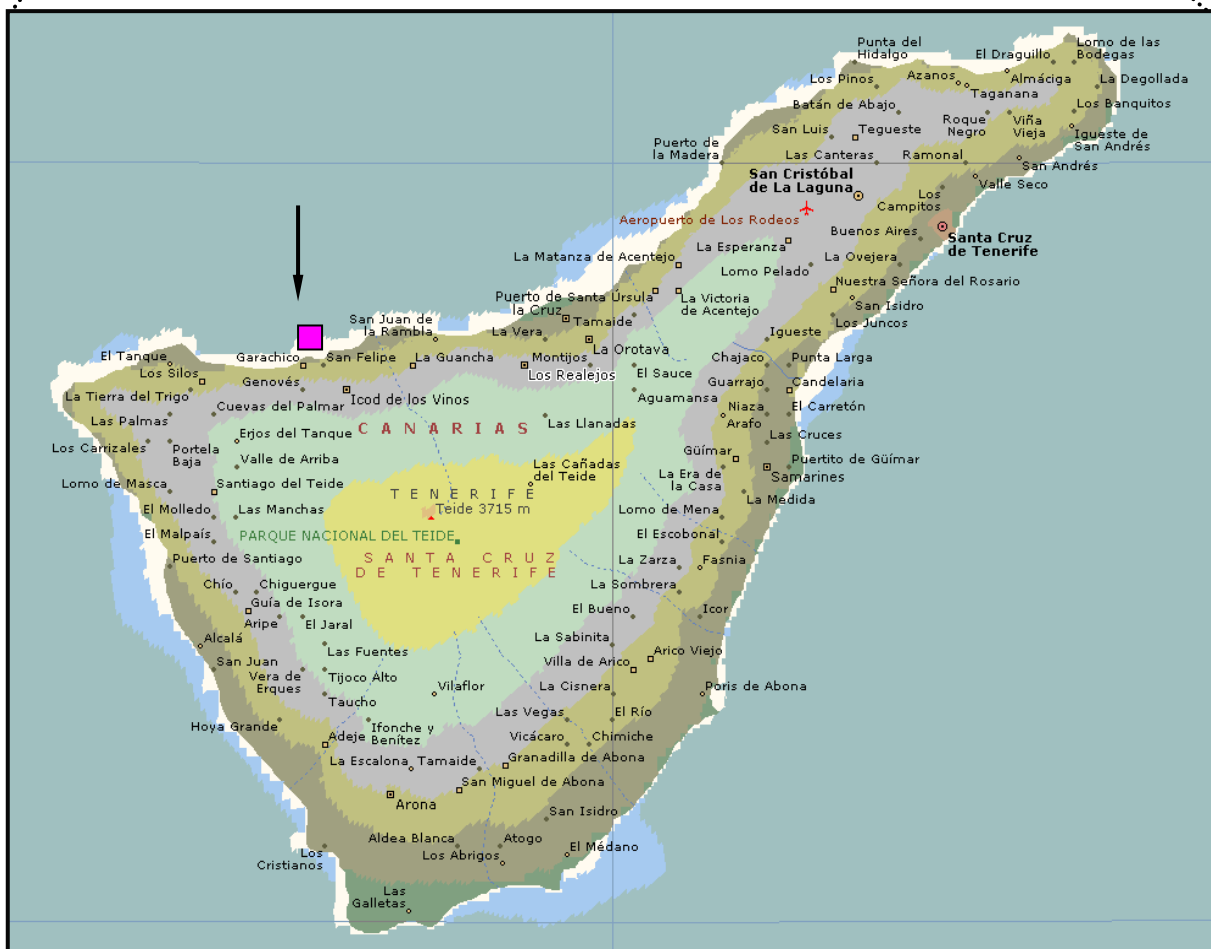 Punta del
Hidalgo
El Draguillo
Lomo de las
Bodegas
Los Pinos
Azanos
Almáciga
La Degollada
Taganana
Batán de Abajo
Los Banquitos
Roque
Negro
Viña
Vieja
San Luis
Tegueste
Igueste de
San Andrés
Puerto de
la Madera
Las Canteras
Ramonal
San Andrés
San Cristóbal
de La Laguna
Valle Seco
Los
Campitos
Aeropuerto de Los Rodeos
Buenos Aires
Santa Cruz
de Tenerife
La Esperanza
La Matanza de Acentejo
Lomo Pelado
La Ovejera
Nuestra Señora del Rosario
Puerto de
la Cruz
Santa Úrsula
La Victoria
de Acentejo
San Isidro
San Juan de
la Rambla
La Vera
Tamaide
Igueste
Los Juncos
El Tanque
Garachico
San Felipe
La Guancha
Montijos
La Orotava
Chajaco
Punta Larga
Los Silos
Genovés
Los Realejos
El Sauce
Guarrajo
Candelaria
La Tierra del Trigo
Icod de los Vinos
Aguamansa
Cuevas del Palmar
Niaza
El Carretón
Las Palmas
CANARIAS
Las Llanadas
Arafo
Erjos del Tanque
Las Cruces
Los Carrizales
Portela
Baja
Valle de Arriba
Güímar
Puertito de Güímar
Las Cañadas
del Teide
La Era de
la Casa
Samarines
Lomo de Masca
Santiago del Teide
TENERIFE
La Medida
El Molledo
Las Manchas
Teide 3715 m
Lomo de Mena
El Malpaís
PARQUE NACIONAL DEL TEIDE
El Escobonal
Puerto de Santiago
SANTA CRUZ
DE TENERIFE
La Zarza
Fasnia
Chío
Chiguergue
La Sombrera
Guía de Isora
El Bueno
Icor
Aripe
El Jaral
Alcalá
La Sabinita
Las Fuentes
Arico Viejo
San Juan
Villa de Arico
Vera de
Erques
Tijoco Alto
Vilaflor
La Cisnera
Poris de Abona
Taucho
Hoya Grande
Las Vegas
El Río
Ifonche y
Benítez
Adeje
Vicácaro
Chimiche
La Escalona
Tamaide
Granadilla de Abona
San Miguel de Abona
Arona
San Isidro
Aldea Blanca
Atogo
Los
Cristianos
Los Abrigos
El Médano
Las
Galletas